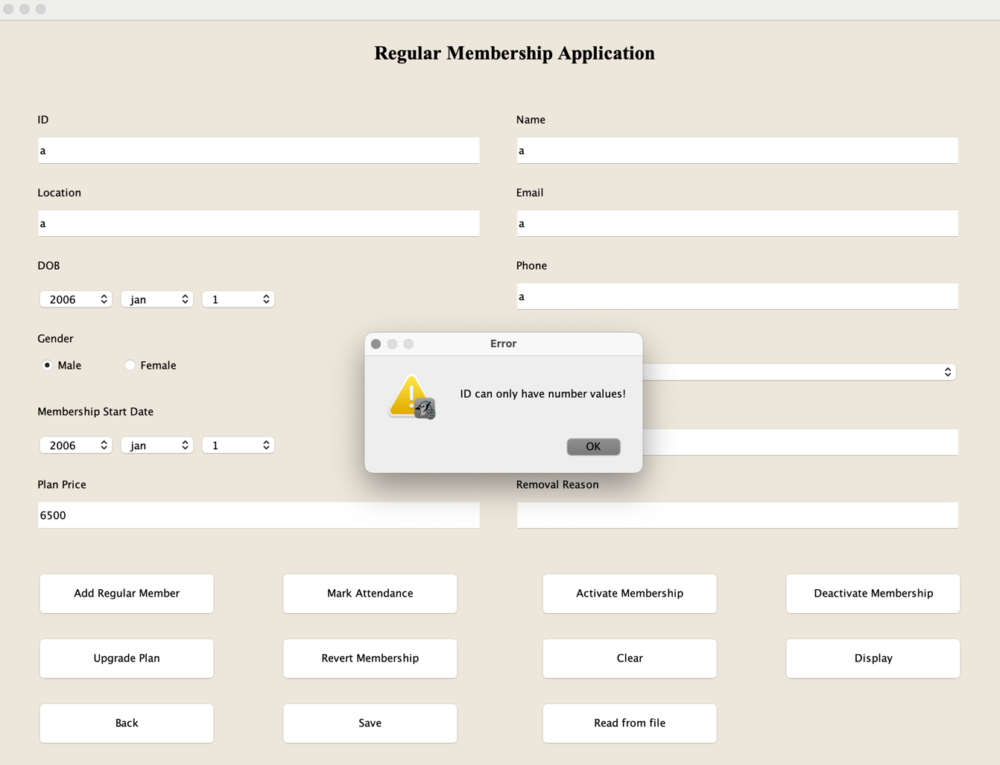 Regular Membership Application
ID
Name
a
a
Location
Email
a
a
DOB
Phone
2006 jan 1
a
Gender
Error
Male Female
ID can only have number values!
Membership Start Date
2006 jan 1
OK
Plan Price
Removal Reason
6500
Add Regular Member
Mark Attendance
Activate Membership
Deactivate Membership
Upgrade Plan
Revert Membership
Clear
Display
Back
Save
Read from file